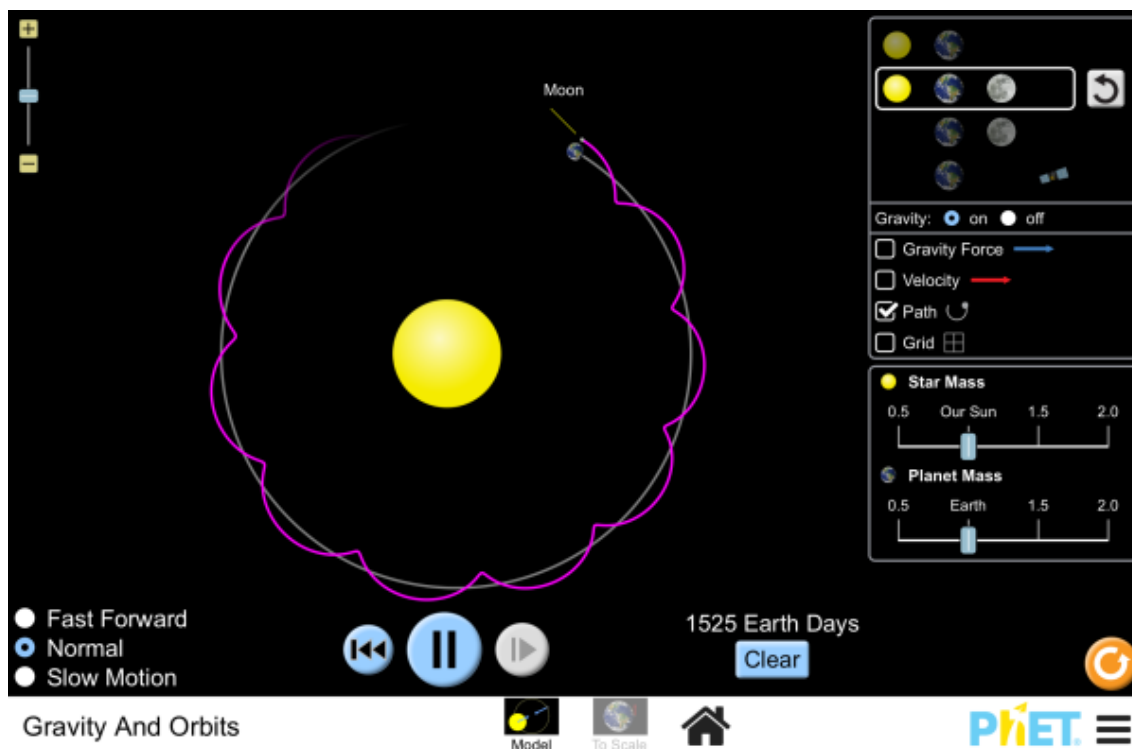 Moon
Gravity: on off
Gravity Force
Velocity
Path
Grid
Star Mass
0.5 Our Sun 1.5 2.0
Planet Mass
0.5 Earth 1.5 2.0
Fast Forward
Normal
Slow Motion
1525 Earth Days
Clear
Gravity And Orbits
Model
To Scale
PhET